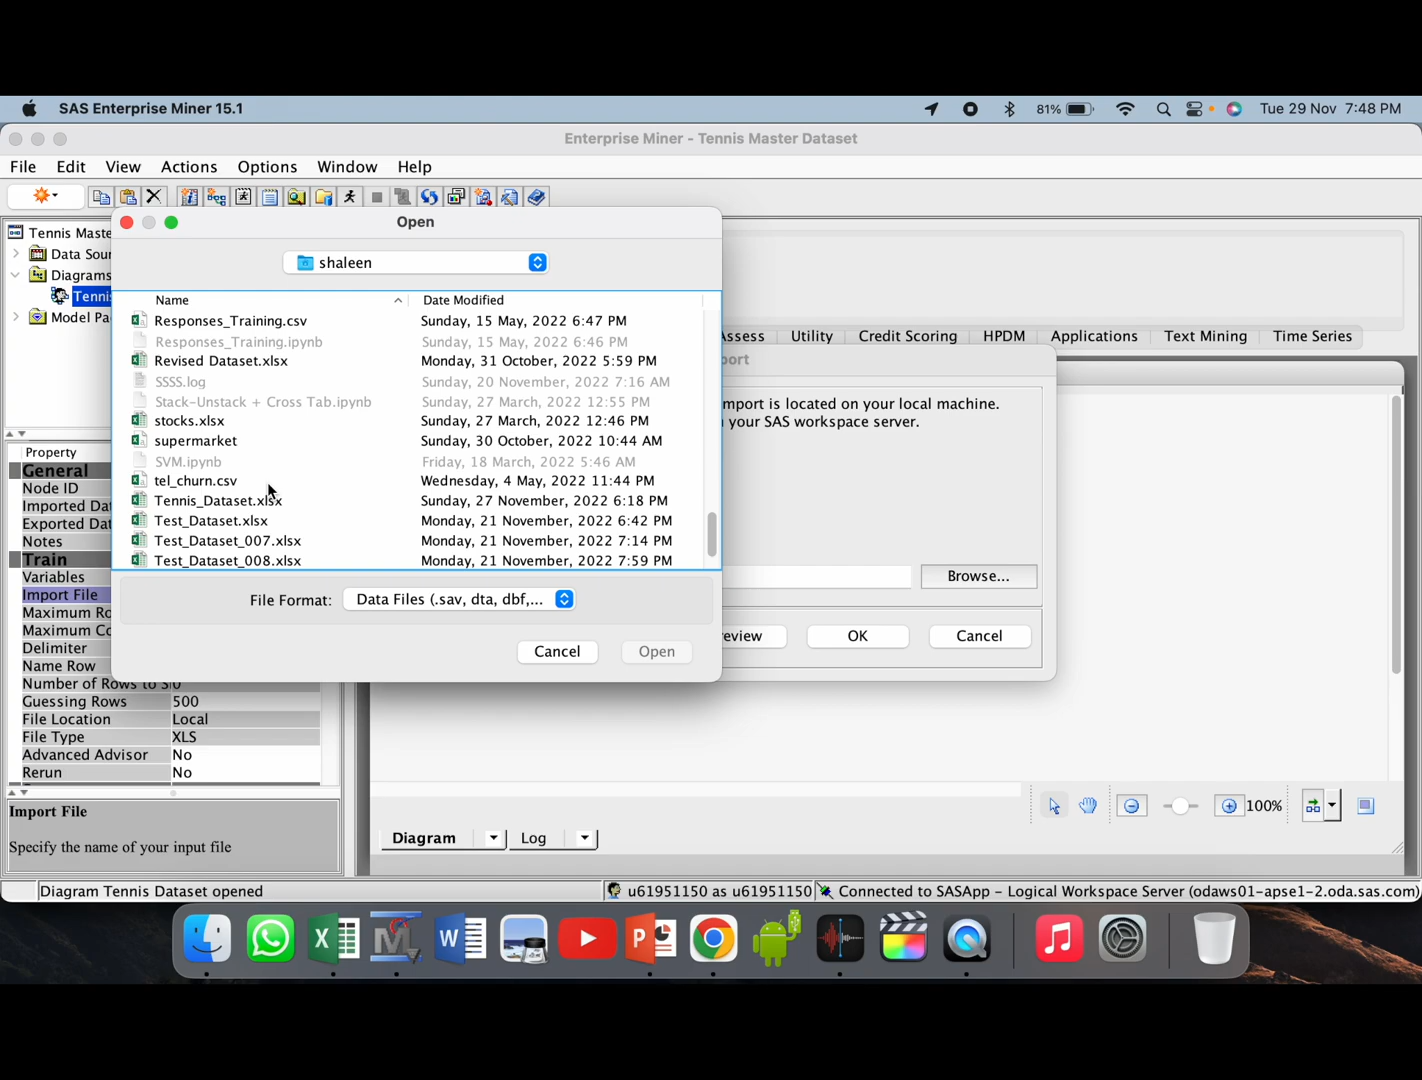 SAS Enterprise Miner 15.1
81%
Tue 29 Nov 7:48 PM
Enterprise Miner - Tennis Master Dataset
File Edit View Actions Options Window Help
Open
Tennis Maste
Data Sour
Diagrams
Tennis
Model Pa
shaleen
Name Date Modified
Responses_Training.csv Sunday, 15 May, 2022 6:47 PM
Responses_Training.ipynb Sunday, 15 May, 2022 6:46 PM
Revised Dataset.xlsx Monday, 31 October, 2022 5:59 PM
SSSS.log Sunday, 20 November, 2022 7:16 AM
Stack-Unstack + Cross Tab.ipynb Sunday, 27 March, 2022 12:55 PM
stocks.xlsx Sunday, 27 March, 2022 12:46 PM
supermarket Sunday, 30 October, 2022 10:44 AM
SVM.ipynb Friday, 18 March, 2022 5:46 AM
tel_churn.csv Wednesday, 4 May, 2022 11:44 PM
Tennis_Dataset.xlsx Sunday, 27 November, 2022 6:18 PM
Test_Dataset.xlsx Monday, 21 November, 2022 6:42 PM
Test_Dataset_007.xlsx Monday, 21 November, 2022 7:14 PM
Test_Dataset_008.xlsx Monday, 21 November, 2022 7:59 PM
File Format: Data Files (.sav, dta, dbf,...
Cancel Open
Assess Utility Credit Scoring HPDM Applications Text Mining Time Series
port
mport is located on your local machine.
your SAS workspace server.
Browse...
review OK Cancel
Property
General
Node ID
Imported Dat
Exported Dat
Notes
Train
Variables
Import File
Maximum Ro
Maximum Co
Delimiter
Name Row
Number of Rows to S 0
Guessing Rows 500
File Location Local
File Type XLS
Advanced Advisor No
Rerun No
Import File
Specify the name of your input file
100%
Diagram Log
Diagram Tennis Dataset opened
u61951150 as u61951150
Connected to SASApp - Logical Workspace Server (odaws01-apse1-2.oda.sas.com)